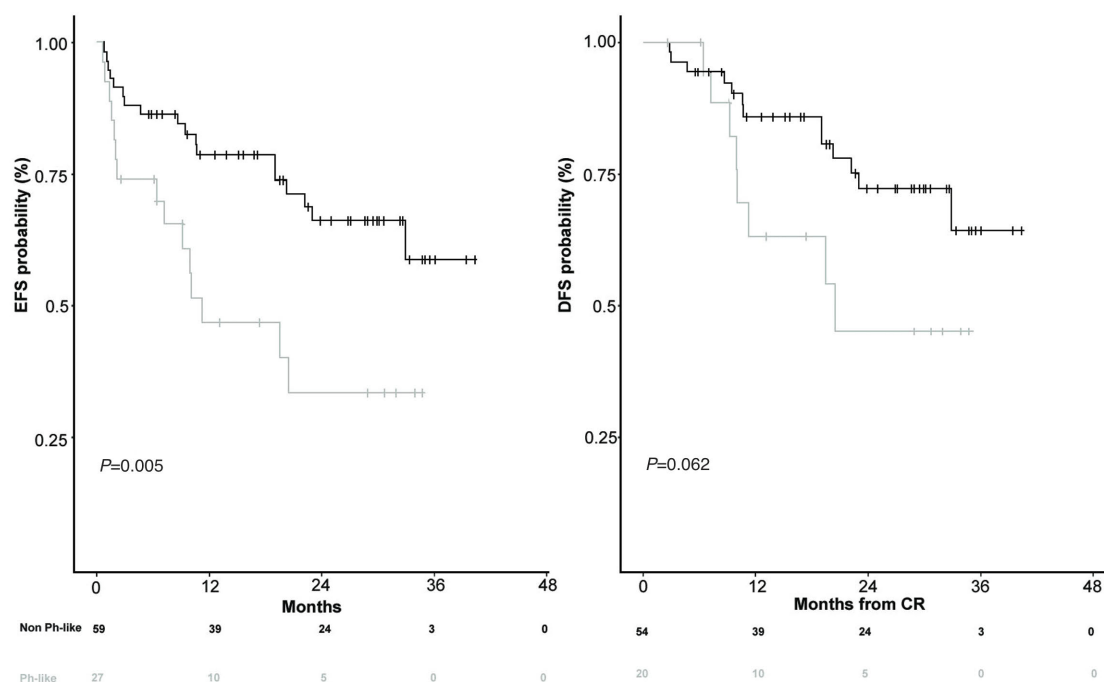 EFS probability (%)
1.00
0.75
0.5
0.25
P=0.005
0 12 24 36 48
Months
Non Ph-like 59 39 24 3 0
Ph-like 27 10 5 0 0
DFS probability (%)
1.00
0.75
0.5
0.25
P=0.062
0 12 24 36 48
Months from CR
54 39 24 3 0
20 10 5 0 0